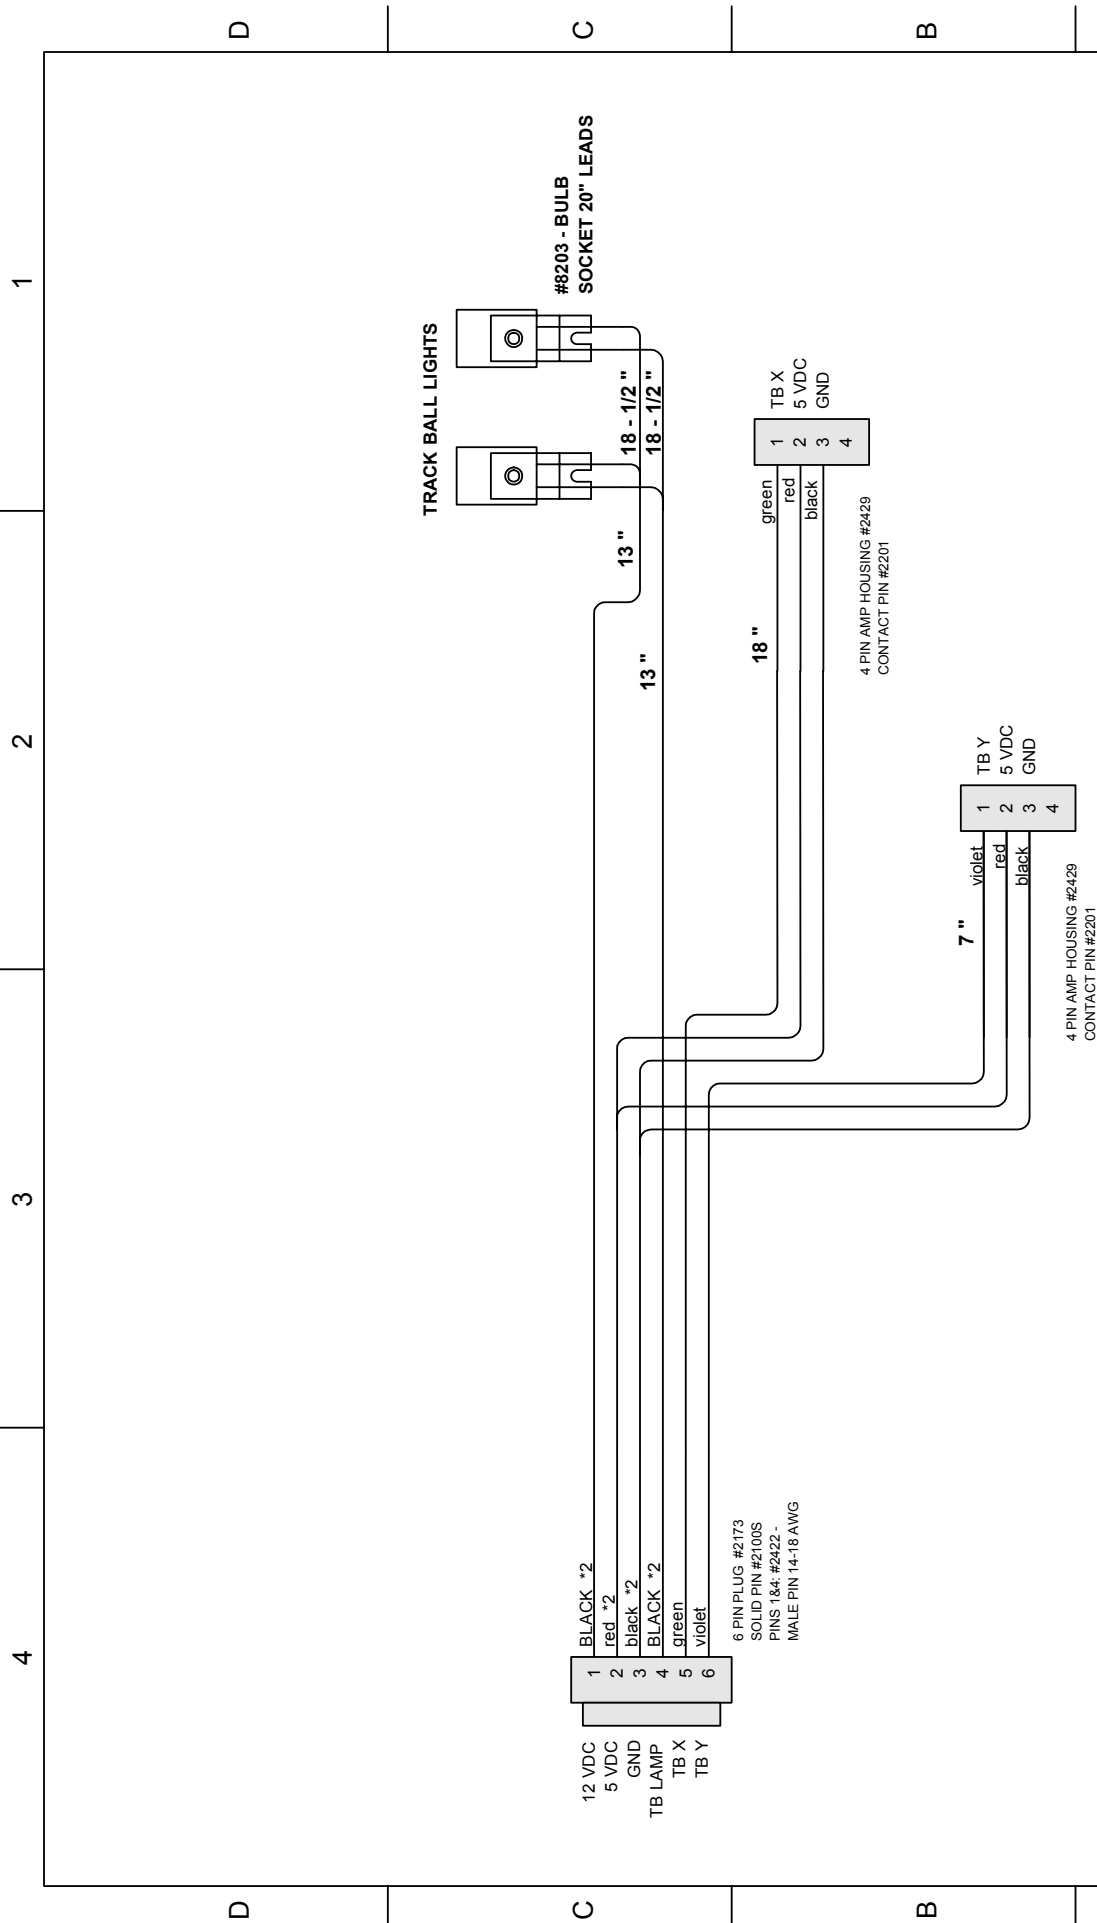 4
3
2
1
D
D
C
C
B
B
TRACK BALL LIGHTS
#8203 - BULB
SOCKET 20" LEADS
18 - 1/2 "
18 - 1/2 "
13 "
13 "
12 VDC
5 VDC
GND
TB LAMP
TB X
TB Y
1
2
3
4
5
6
BLACK *2
red *2
black *2
BLACK *2
green
violet
6 PIN PLUG #2173
SOLID PIN #2100S
PINS 1&4: #2422 -
MALE PIN 14-18 AWG
18 "
green
red
black
1
2
3
4
TB X
5 VDC
GND
4 PIN AMP HOUSING #2429
CONTACT PIN #2201
7 "
violet
red
black
1
2
3
4
TB Y
5 VDC
GND
4 PIN AMP HOUSING #2429
CONTACT PIN #2201